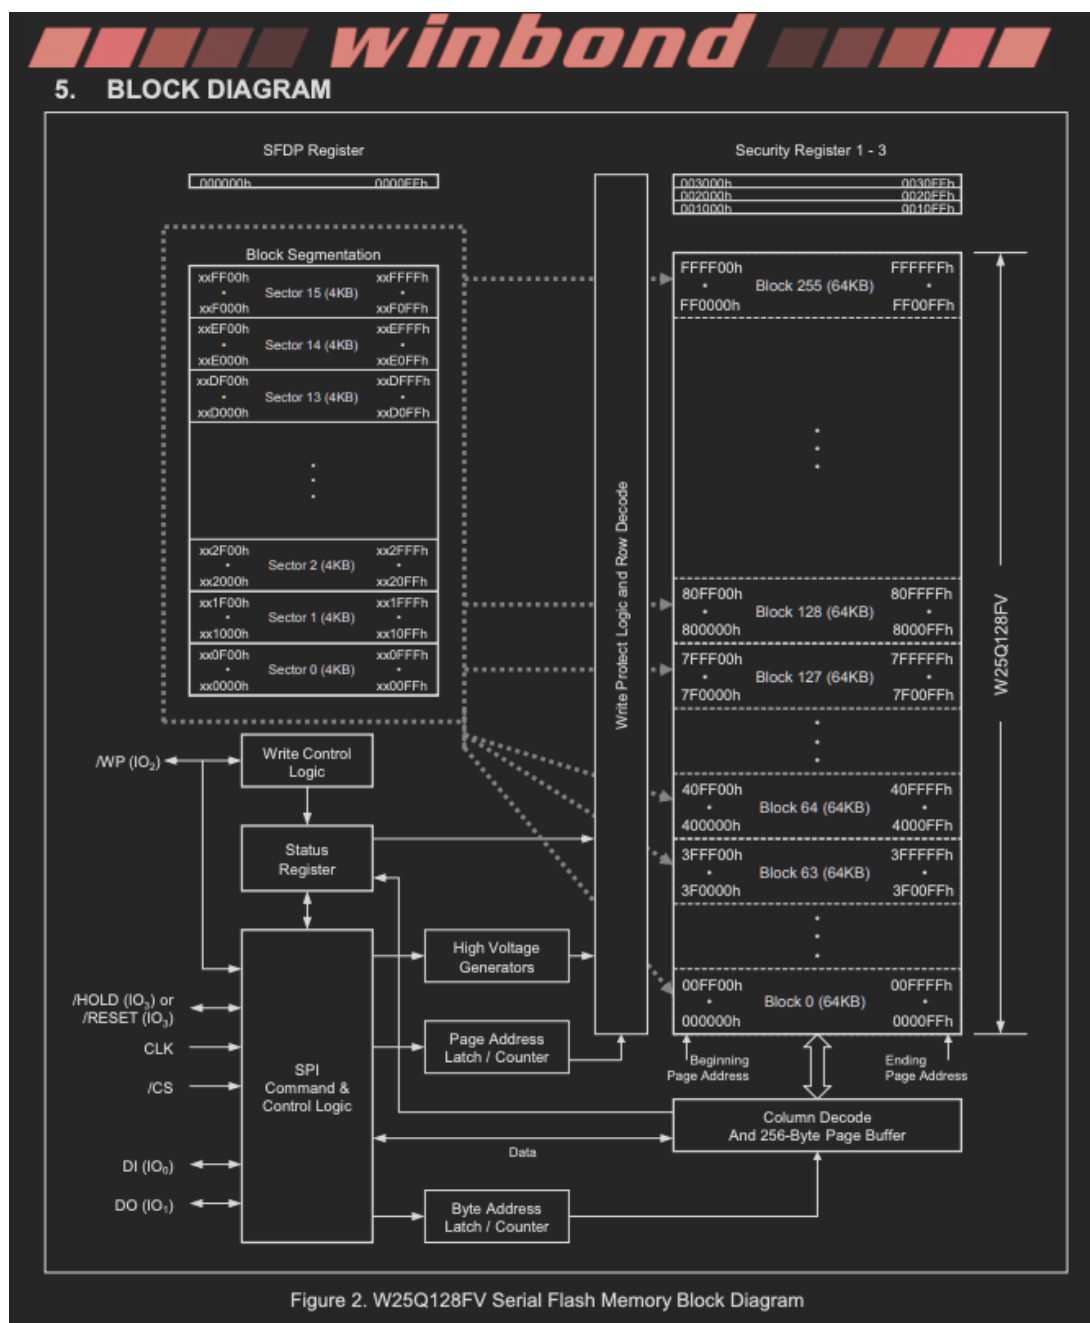 winbond
5. BLOCK DIAGRAM
SFDP Register
000000h 0000FFh
Security Register 1 - 3
003000h 0030FFh
002000h 0020FFh
001000h 0010FFh
Block Segmentation
xxFF00h xxFFFFh
Sector 15 (4KB)
xxF000h xxF0FFh
xxEF00h xxEFFFh
Sector 14 (4KB)
xxE000h xxE0FFh
xxDF00h xxDFFFh
Sector 13 (4KB)
xxD000h xxD0FFh
xx2F00h xx2FFFh
Sector 2 (4KB)
xx2000h xx20FFh
xx1F00h xx1FFFh
Sector 1 (4KB)
xx1000h xx10FFh
xx0F00h xx0FFFh
Sector 0 (4KB)
xx0000h xx00FFh
Write Protect Logic and Row Decode
FFFF00h FFFFFFh
Block 255 (64KB)
FF0000h FF00FFh
80FF00h 80FFFFh
Block 128 (64KB)
800000h 8000FFh
7FFF00h 7FFFFFh
Block 127 (64KB)
7F0000h 7F00FFh
40FF00h 40FFFFh
Block 64 (64KB)
400000h 4000FFh
3FFF00h 3FFFFFh
Block 63 (64KB)
3F0000h 3F00FFh
00FF00h 00FFFFh
Block 0 (64KB)
000000h 0000FFh
W25Q128FV
Beginning
Page Address
Ending
Page Address
/WP (IO2)
Write Control
Logic
Status
Register
High Voltage
Generators
/HOLD (IO3) or
/RESET (IO3)
CLK
/CS
DI (IO0)
DO (IO1)
SPI
Command &
Control Logic
Page Address
Latch / Counter
Column Decode
And 256-Byte Page Buffer
Data
Byte Address
Latch / Counter
Figure 2. W25Q128FV Serial Flash Memory Block Diagram